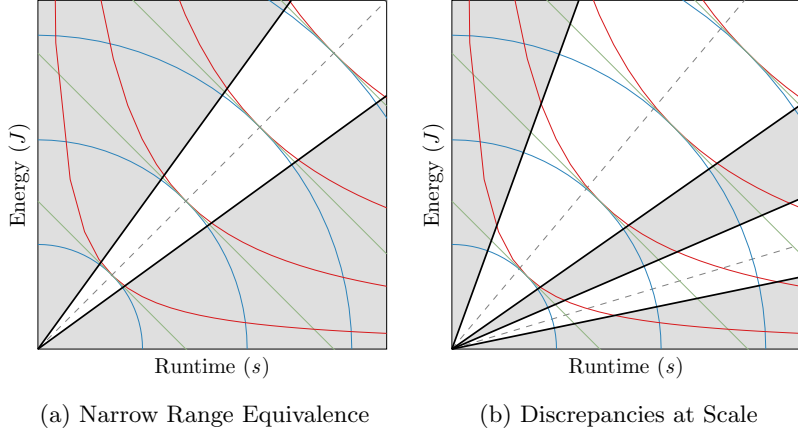 Energy (J)
Runtime (s)
(a) Narrow Range Equivalence
Energy (J)
Runtime (s)
(b) Discrepancies at Scale